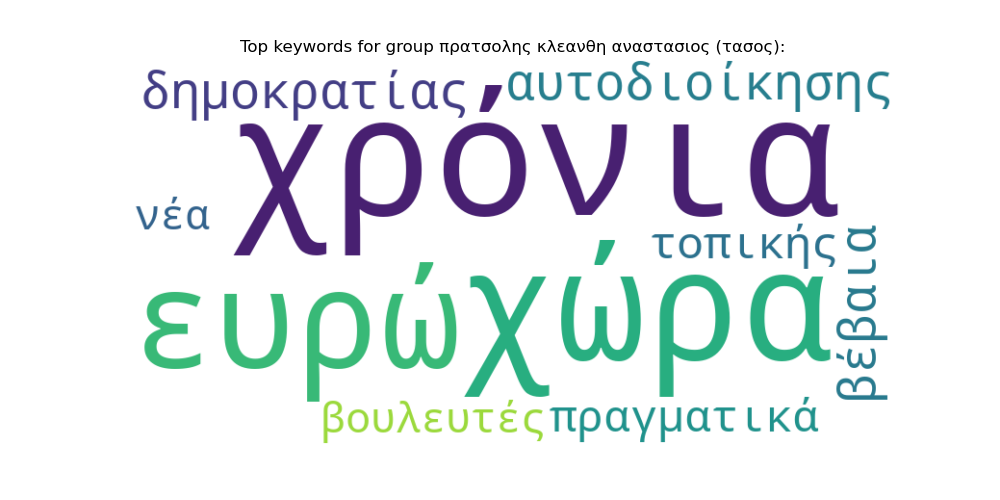 Top keywords for group πρατσολης κλεανθη αναστασιος (τασος):
δημοκρατίας
αυτοδιοίκησης
χρόνια
νέα
τοπικής
βέβαια
ευρώ
χώρα
βουλευτές
πραγματικά